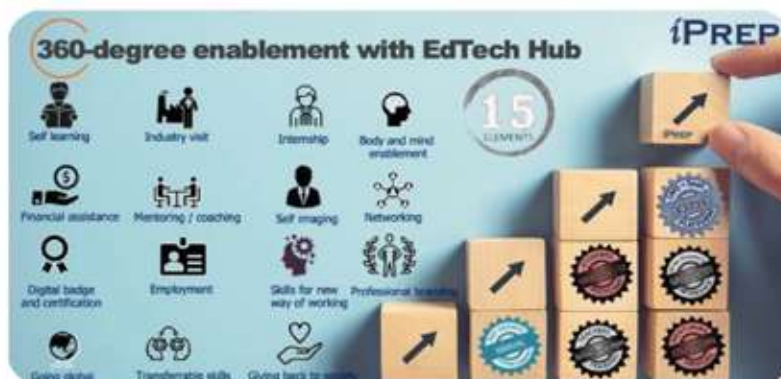 360-degree enablement with EdTech Hub
iPREP
15
ELEMENTS
iPREP
Self learning
Industry visit
Internship
Body and mind
enablement
Financial assistance
Mentoring / coaching
Self imaging
Networking
Digital badge
and certification
Employment
Skills for new
way of working
Professional branding
Going global
Transferrable skills
Giving back to society